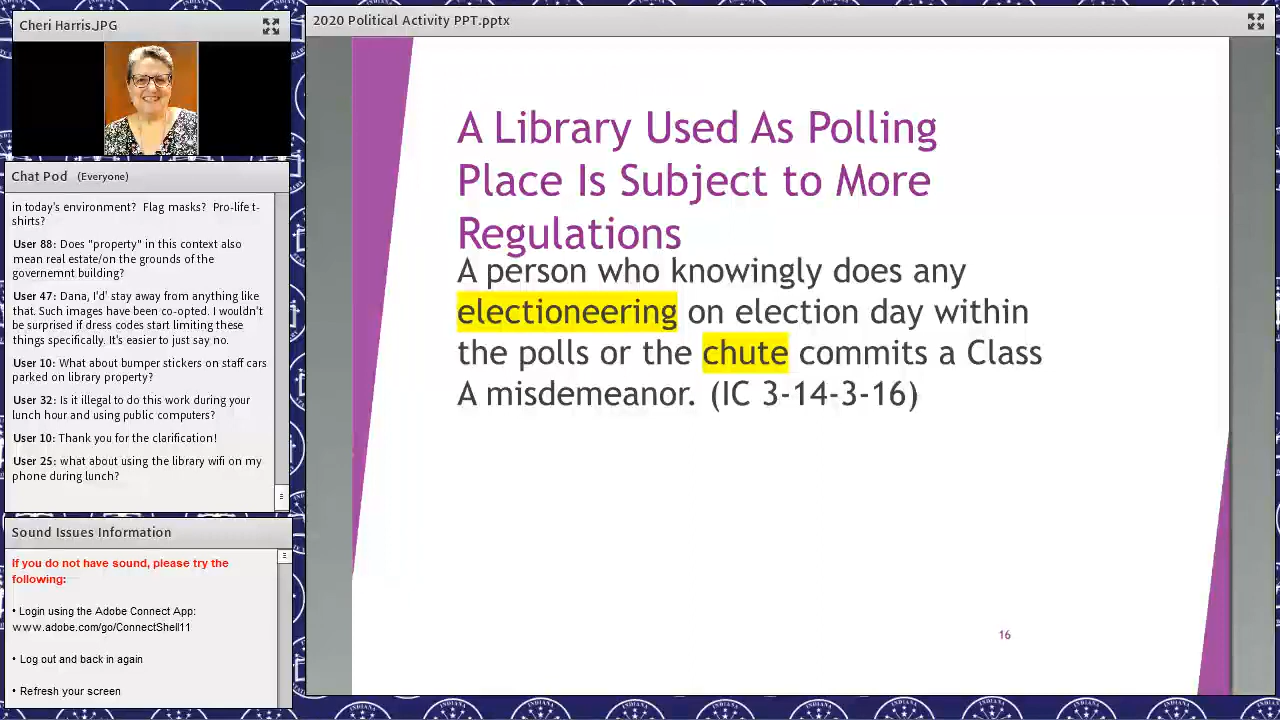 Cheri Harris.JPG
Chat Pod (Everyone)
in today's environment? Flag masks? Pro-life t-
shirts?
User 88: Does "property" in this context also
mean real estate/on the grounds of the
governemnt building?
User 47: Dana, I'd' stay away from anything like
that. Such images have been co-opted. I wouldn't
be surprised if dress codes start limiting these
things specifically. It's easier to just say no.
User 10: What about bumper stickers on staff cars
parked on library property?
User 32: Is it illegal to do this work during your
lunch hour and using public computers?
User 10: Thank you for the clarification!
User 25: what about using the library wifi on my
phone during lunch?
Sound Issues Information
If you do not have sound, please try the
following:
• Login using the Adobe Connect App:
www.adobe.com/go/ConnectShell11
• Log out and back in again
• Refresh your screen
2020 Political Activity PPT.pptx
A Library Used As Polling
Place Is Subject to More
Regulations
A person who knowingly does any
electioneering on election day within
the polls or the chute commits a Class
A misdemeanor. (IC 3-14-3-16)
16